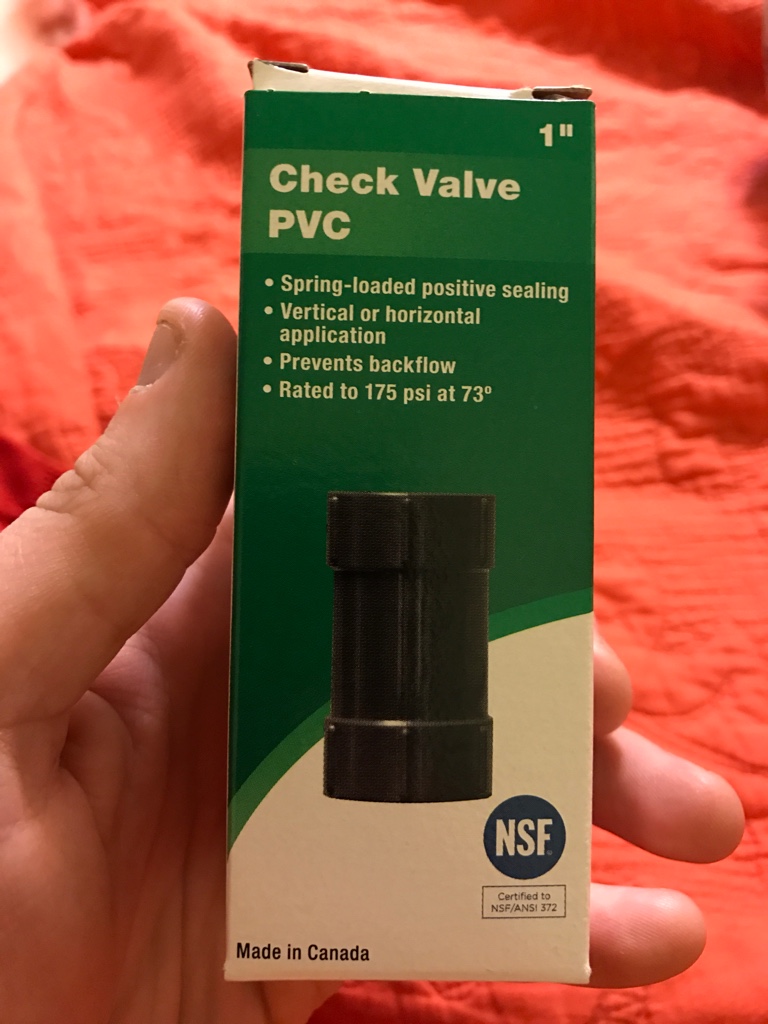 1"
Check Valve
PVC
• Spring-loaded positive sealing
• Vertical or horizontal
application
• Prevents backflow
• Rated to 175 psi at 73º
NSF
Certified to
NSF/ANSI 372
Made in Canada